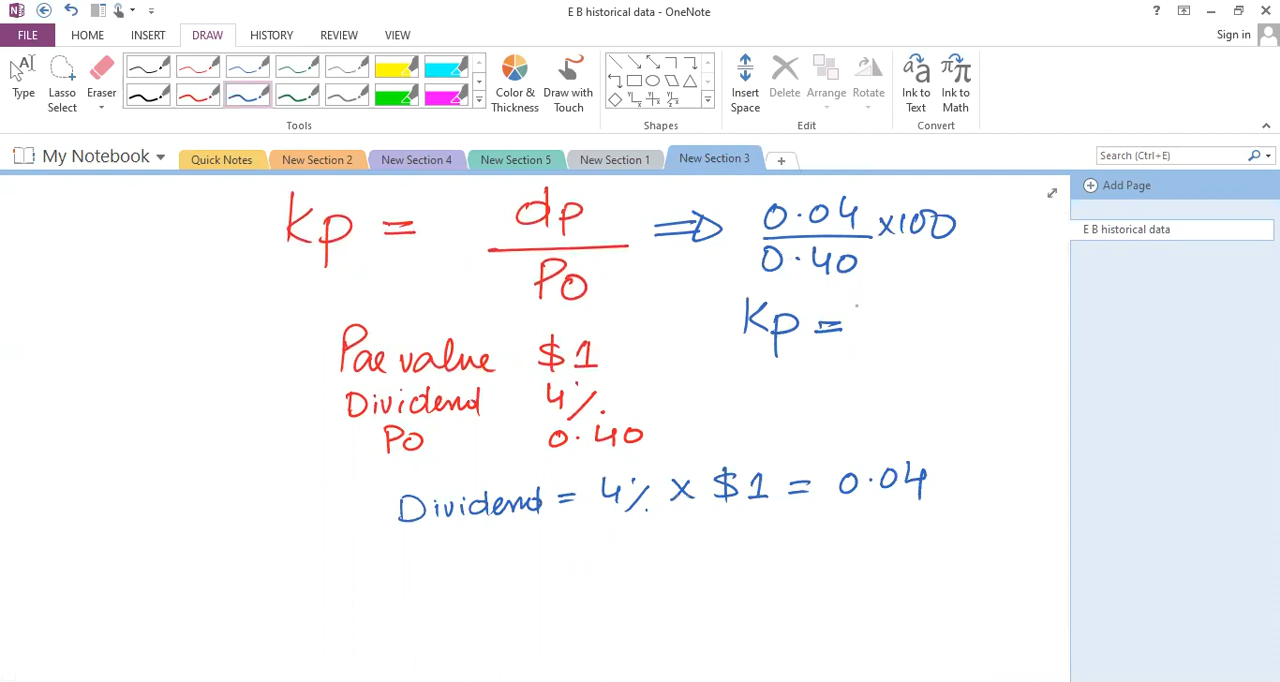 E B historical data - OneNote
? 
Sign in
FILE HOME INSERT DRAW HISTORY REVIEW VIEW
Type Lasso Select Eraser Color & Thickness Draw with Touch Insert Space Delete Arrange Rotate Ink to Text Ink to Math
Tools Shapes Edit Convert
My Notebook Quick Notes New Section 2 New Section 4 New Section 5 New Section 1 New Section 3 + Search (Ctrl+E)
Add Page
E B historical data
Kp = dp / Po ⇒ 0.04 / 0.40 ×100
Kp =
Par value $1
Dividend 4%
PO 0.40
Dividend = 4% × $1 = 0.04